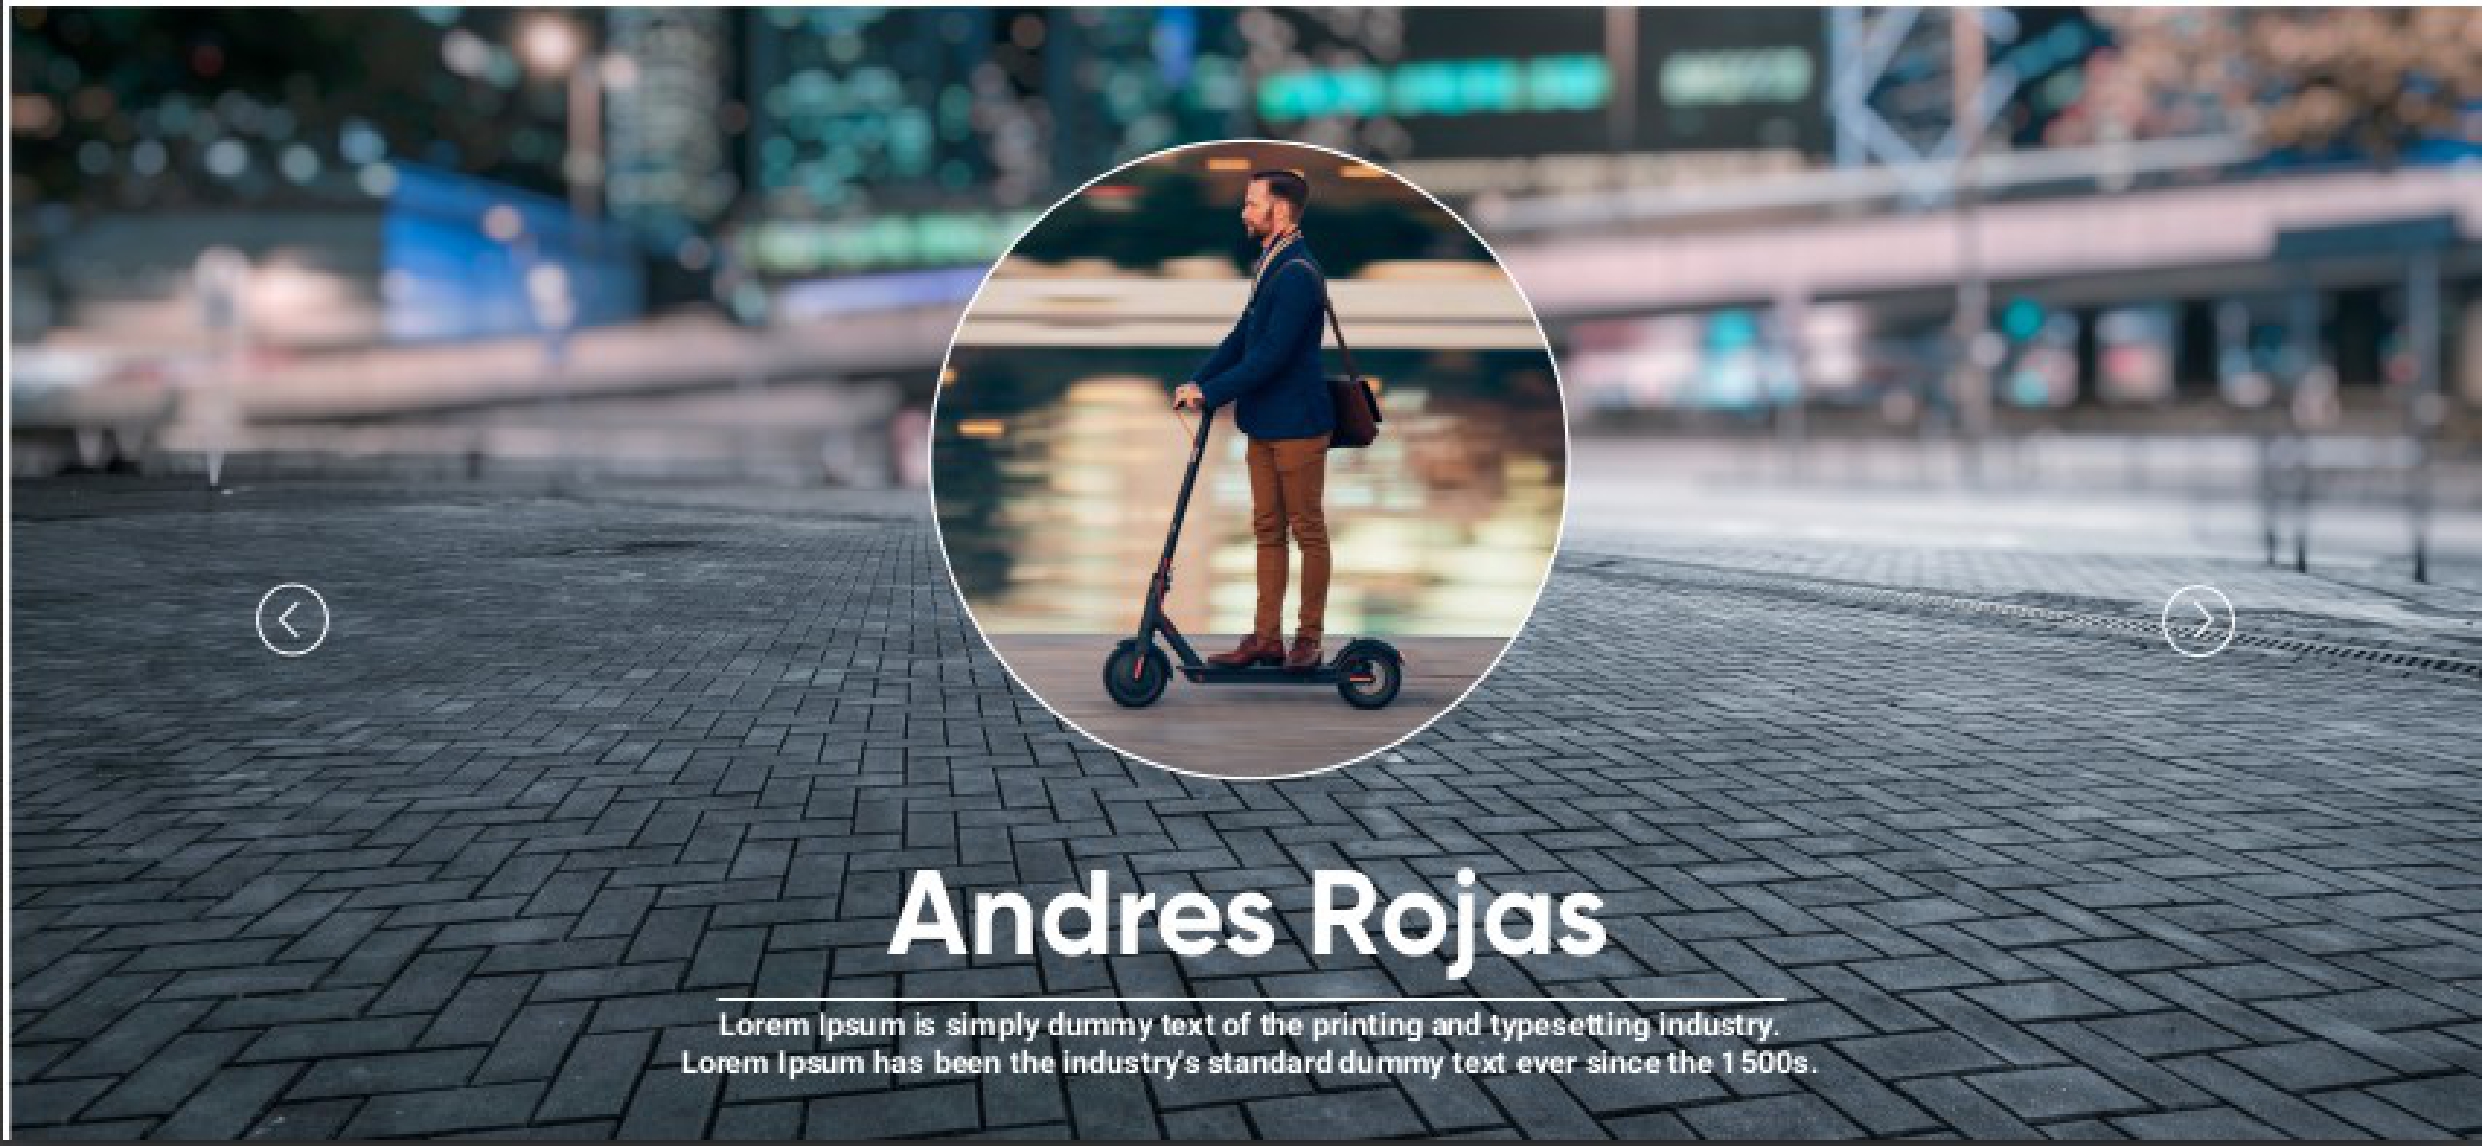 Andres Rojas
Lorem Ipsum is simply dummy text of the printing and typesetting industry.
Lorem Ipsum has been the industry's standard dummy text ever since the 1500s.